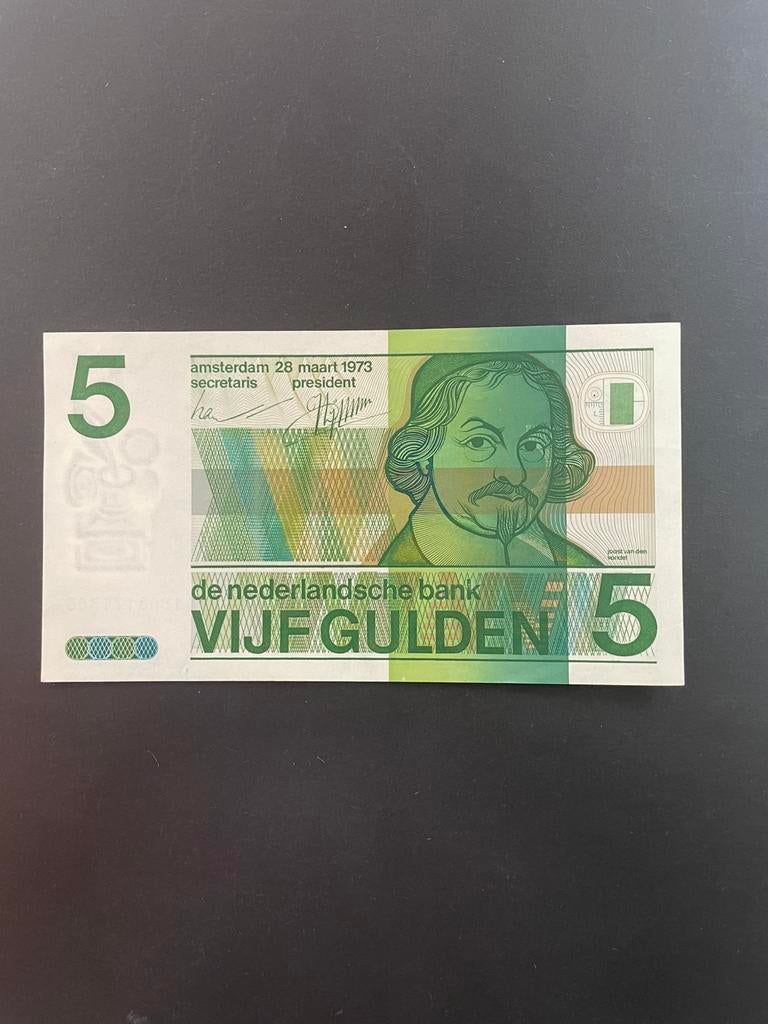 5
amsterdam 28 maart 1973
secretaris president
joost van den
vondel
de nederlandsche bank
VIJF GULDEN 5